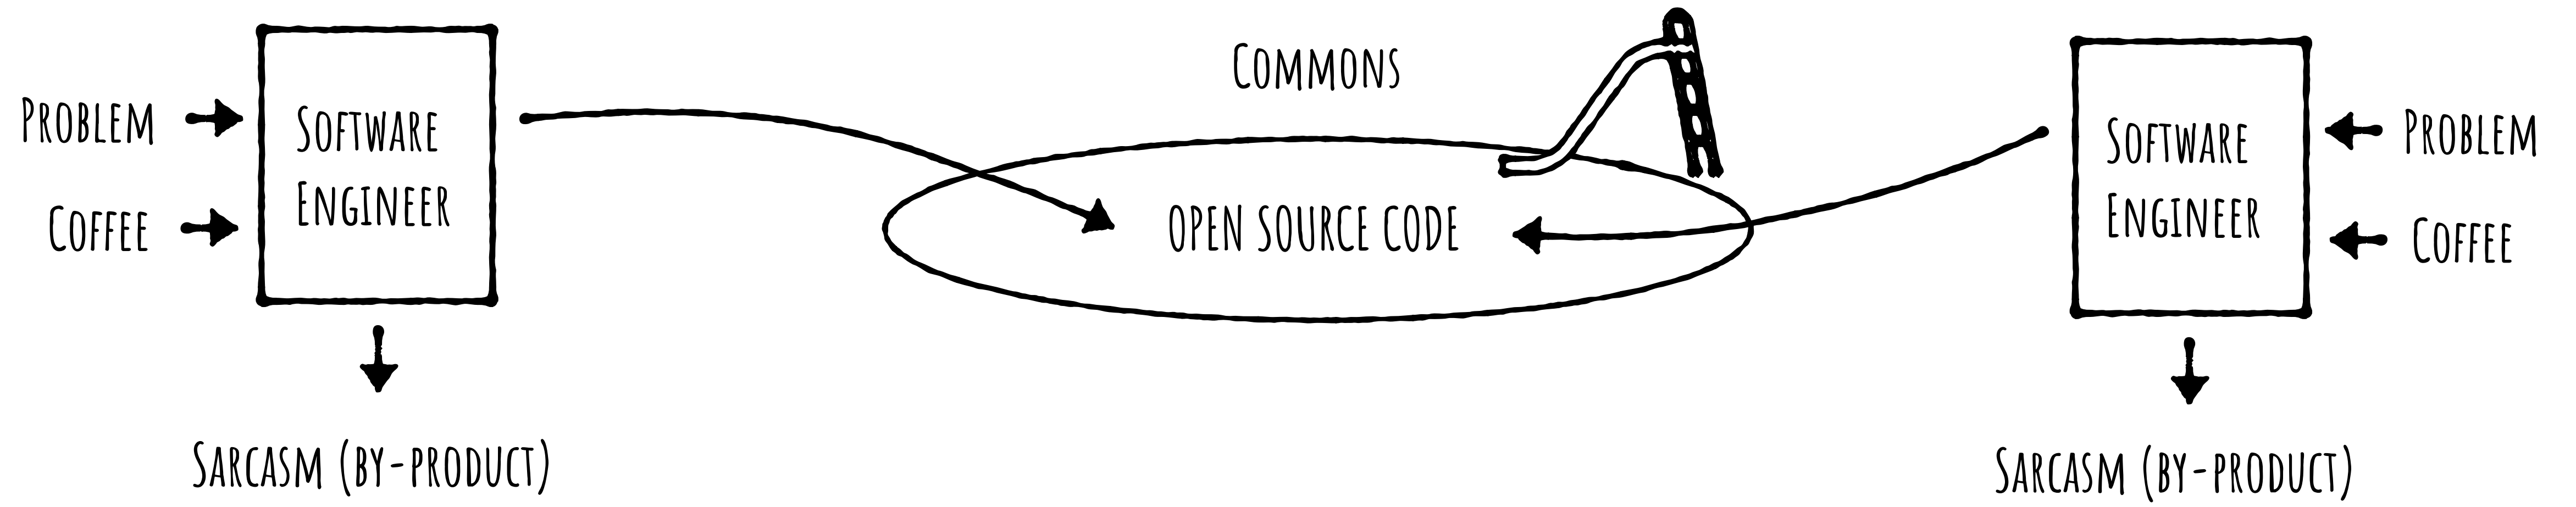 Commons
Problem
Software
Engineer
Coffee
Sarcasm (by-product)
open source code
Software
Engineer
Problem
Coffee
Sarcasm (by-product)